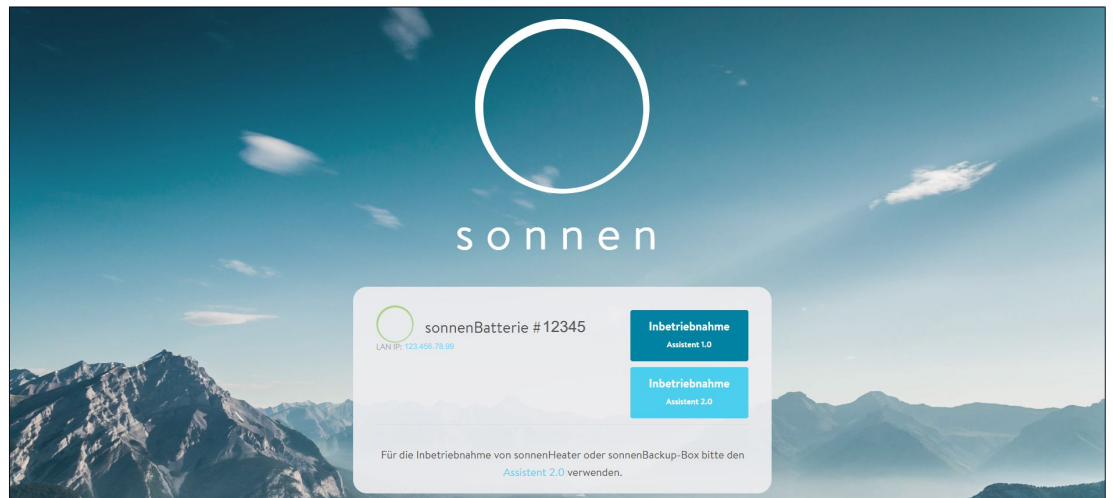 sonnen
sonnenBatterie #12345
LAN IP: 123.456.78.99
Inbetriebnahme
Assistent 1.0
Inbetriebnahme
Assistent 2.0
Für die Inbetriebnahme von sonnenHeater oder sonnenBackup-Box bitte den
Assistent 2.0 verwenden.